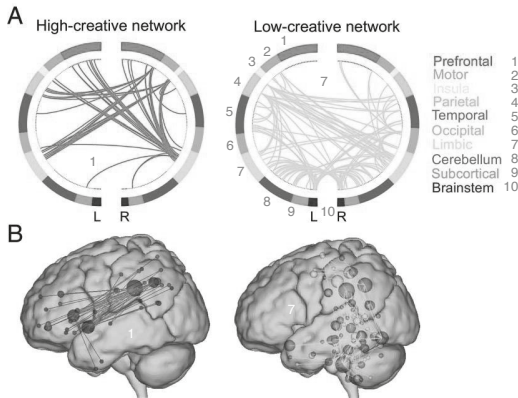 A
High-creative network
Low-creative network
1
2
3
4
5
6
7
8
9
10
7
1
L R
L R
Prefrontal 1
Motor 2
Insula 3
Parietal 4
Temporal 5
Occipital 6
Limbic 7
Cerebellum 8
Subcortical 9
Brainstem 10
B
1
7